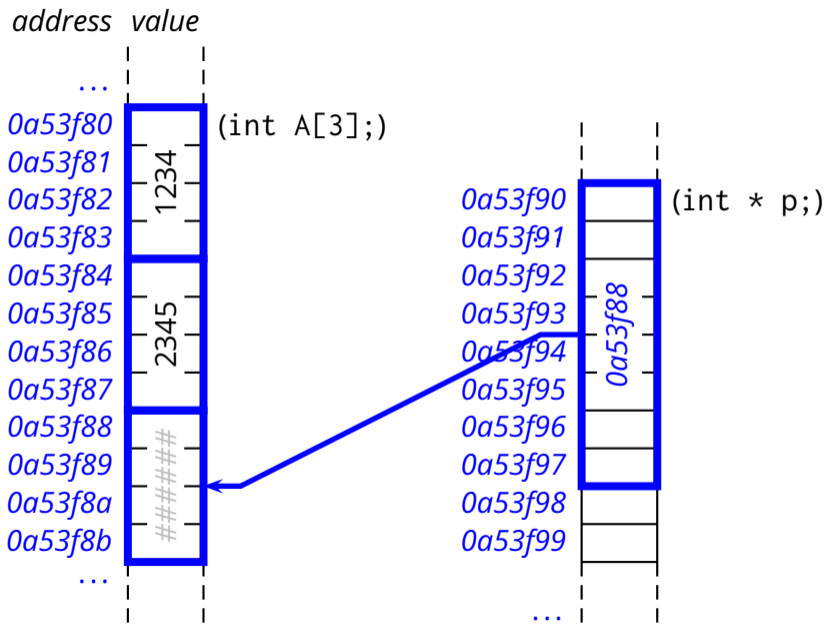 address value
...
0a53f80 (int A[3];)
0a53f81
0a53f82
0a53f83
1234
0a53f84
0a53f85
0a53f86
0a53f87
2345
0a53f88
0a53f89
0a53f8a
0a53f8b
######
...
0a53f90 (int * p;)
0a53f91
0a53f92
0a53f93
0a53f94
0a53f95
0a53f96
0a53f97
0a53f88
0a53f98
0a53f99
...